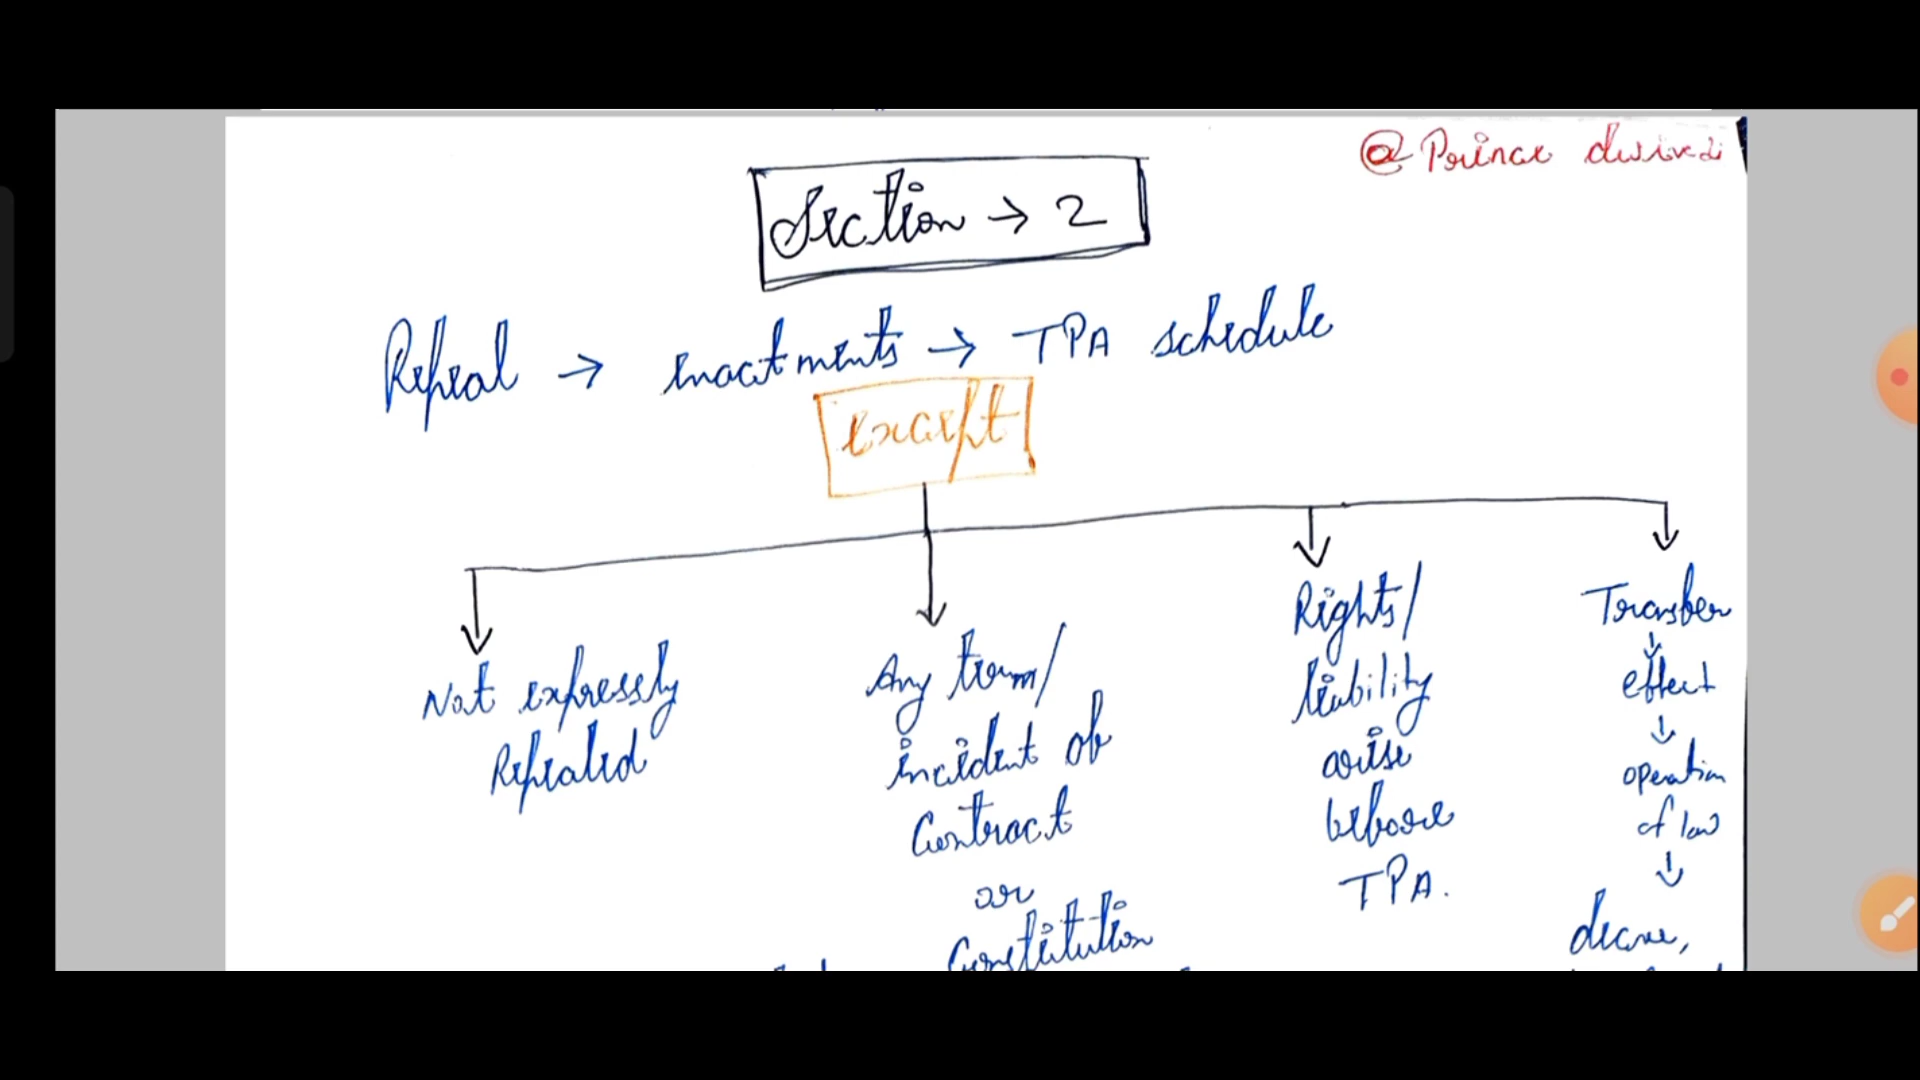 @Prince dwivedi
Section → 2
Repeal → enactments → TPA schedule
except
Not expressly
Repealed
Any term/
incident of
Contract
or
Constitution
Rights/
liability
arise
before
TPA.
Transfer
↓
effect
↓
operation
of law
↓
decree,